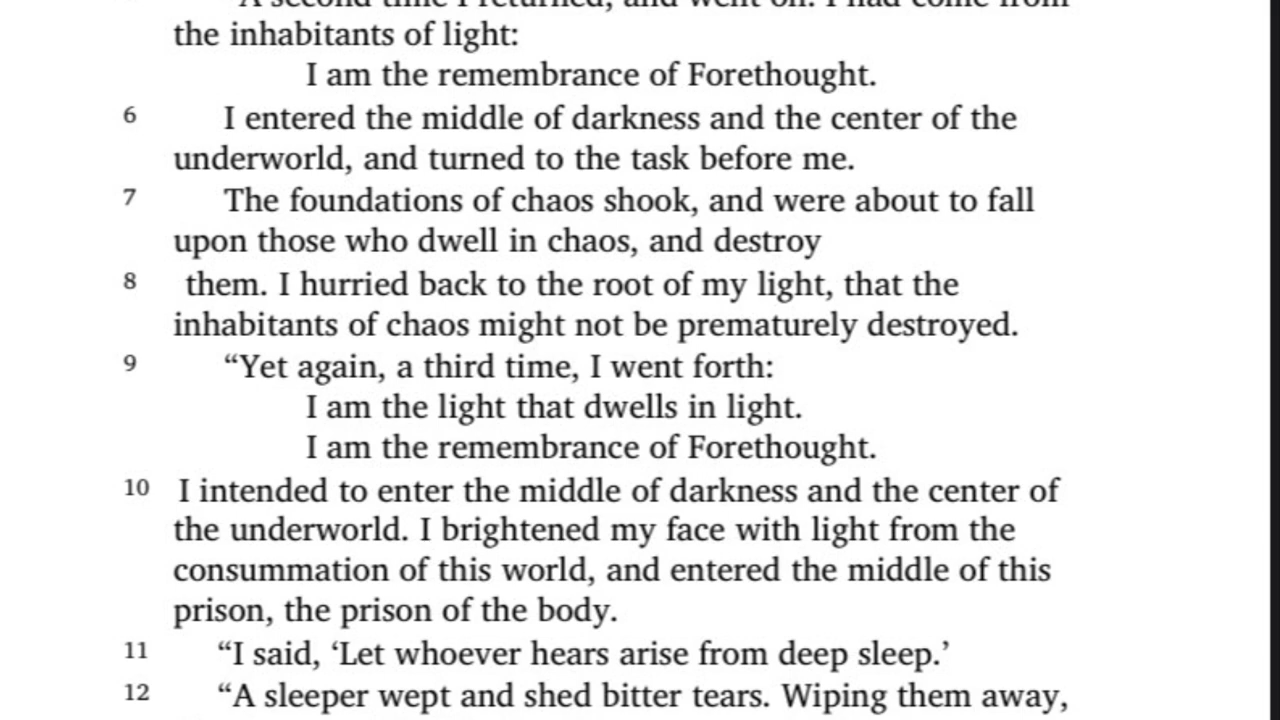 “A second time I returned, and went on. I had come from
the inhabitants of light:
I am the remembrance of Forethought.
6 I entered the middle of darkness and the center of the
underworld, and turned to the task before me.
7 The foundations of chaos shook, and were about to fall
upon those who dwell in chaos, and destroy
8 them. I hurried back to the root of my light, that the
inhabitants of chaos might not be prematurely destroyed.
9 “Yet again, a third time, I went forth:
I am the light that dwells in light.
I am the remembrance of Forethought.
10 I intended to enter the middle of darkness and the center of
the underworld. I brightened my face with light from the
consummation of this world, and entered the middle of this
prison, the prison of the body.
11 “I said, ‘Let whoever hears arise from deep sleep.’
12 “A sleeper wept and shed bitter tears. Wiping them away,